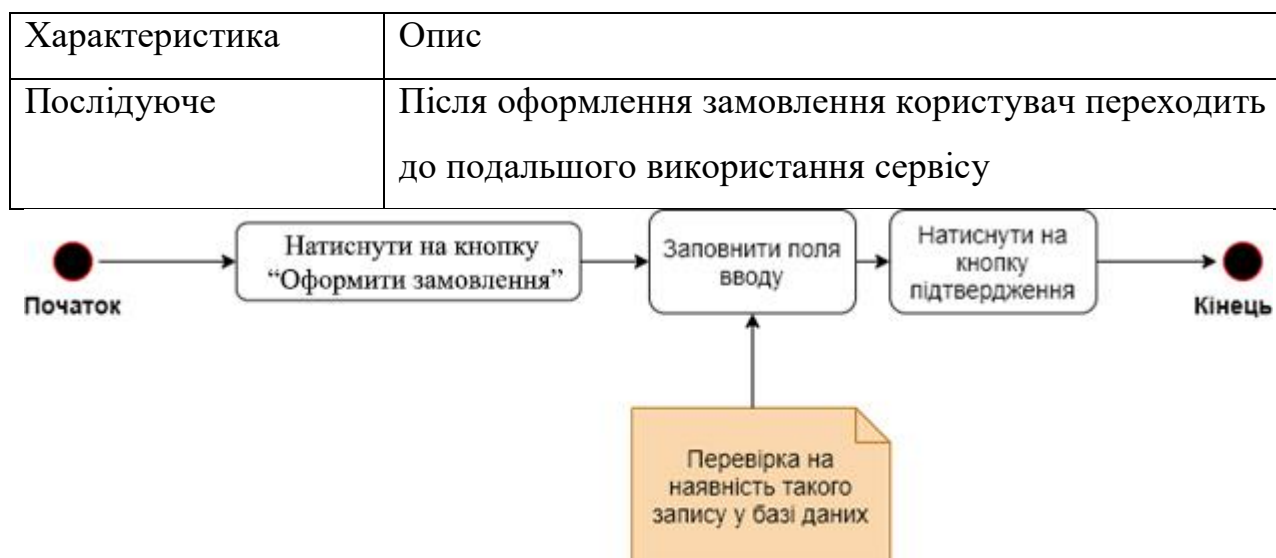 Характеристика Опис
Послідуюче Після оформлення замовлення користувач переходить
до подальшого використання сервісу
Початок
Натиснути на кнопку
“Оформити замовлення”
Заповнити поля
вводу
Натиснути на
кнопку
підтвердження
Кінець
Перевірка на
наявність такого
запису у базі даних